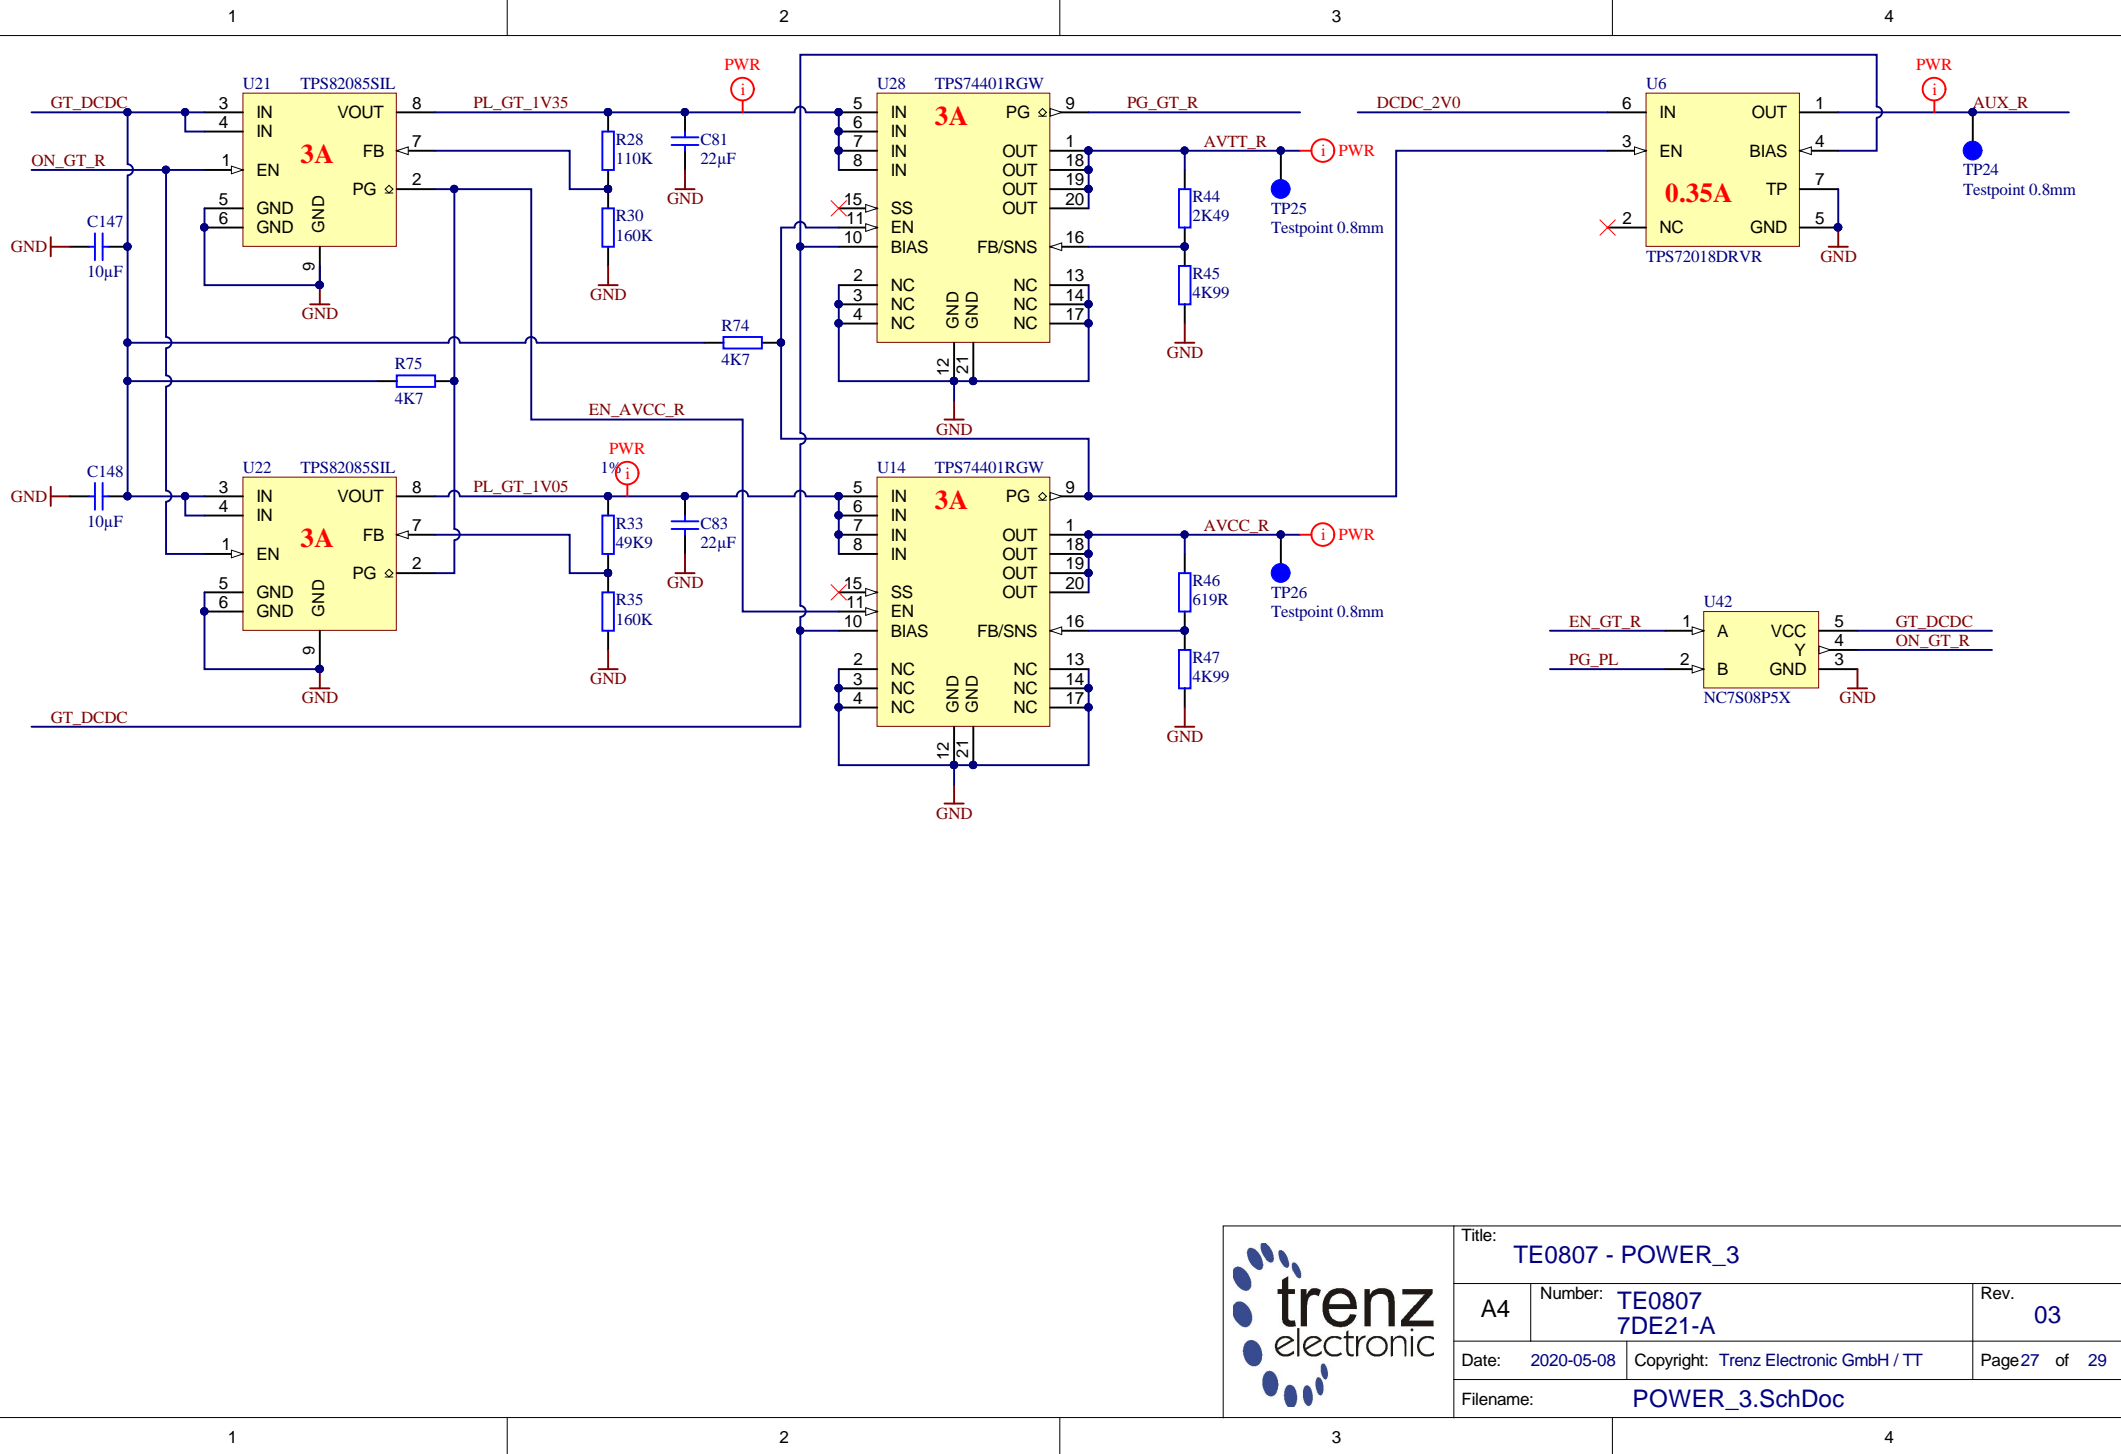 1 2 3 4
U21 TPS82085SIL
GT_DCDC
3 IN VOUT 8
4 IN
3A
FB 7
ON_GT_R
1 EN
PG 2
5 GND
6 GND
GND
9
GND
PL_GT_1V35
PWR
i
R28
110K
C81
22µF
GND
R30
160K
GND
C147
GND
10µF
U28 TPS74401RGW
5 IN PG 9
3A
6 IN
7 IN OUT 1
8 IN OUT 18
OUT 19
15 SS OUT 20
11 EN
10 BIAS FB/SNS 16
2 NC NC 13
3 NC NC 14
4 NC NC 17
GND GND
12 21
GND
PG_GT_R
AVTT_R
i PWR
R44
2K49
TP25
Testpoint 0.8mm
R45
4K99
GND
DCDC_2V0
U6
6 IN OUT 1
3 EN BIAS 4
0.35A
TP 7
2 NC GND 5
TPS72018DRVR
GND
PWR
i
AUX_R
TP24
Testpoint 0.8mm
R74
4K7
R75
4K7
EN_AVCC_R
C148
GND
10µF
U22 TPS82085SIL
3 IN VOUT 8
4 IN
3A
FB 7
1 EN
PG 2
5 GND
6 GND
GND
9
GND
PL_GT_1V05
PWR
1%
i
R33
49K9
C83
22µF
GND
R35
160K
GND
GT_DCDC
U14 TPS74401RGW
5 IN PG 9
3A
6 IN
7 IN OUT 1
8 IN OUT 18
OUT 19
15 SS OUT 20
11 EN
10 BIAS FB/SNS 16
2 NC NC 13
3 NC NC 14
4 NC NC 17
GND GND
12 21
GND
AVCC_R
i PWR
R46
619R
TP26
Testpoint 0.8mm
R47
4K99
GND
U42
EN_GT_R 1 A VCC 5 GT_DCDC
Y 4 ON_GT_R
PG_PL 2 B GND 3
NC7S08P5X
GND
trenz
electronic
Title:
TE0807 - POWER_3
A4
Number: TE0807
7DE21-A
Rev.
03
Date: 2020-05-08
Copyright: Trenz Electronic GmbH / TT
Page 27 of 29
Filename: POWER_3.SchDoc
1 2 3 4